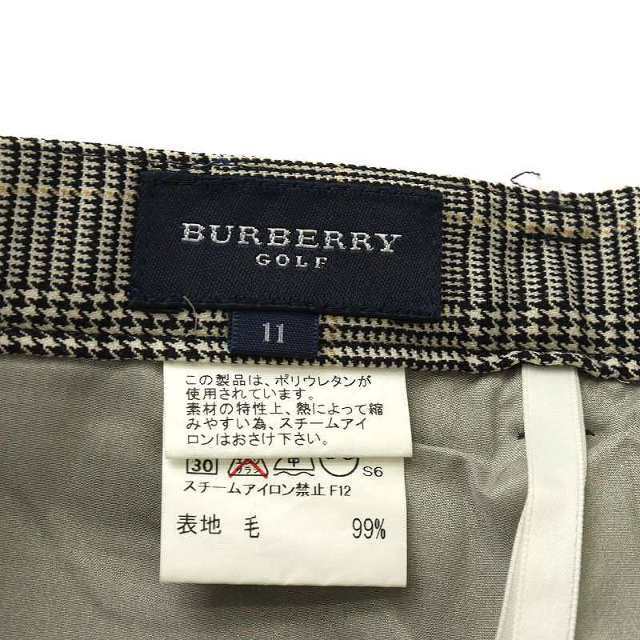 BURBERRY
GOLF
11
この製品は、ポリウレタンが
使用されています。
素材の特性上、熱によって縮
みやすい為、スチームアイ
ロンはおさけ下さい。
30 中 S6
スチームアイロン禁止 F12
表地 毛 99%